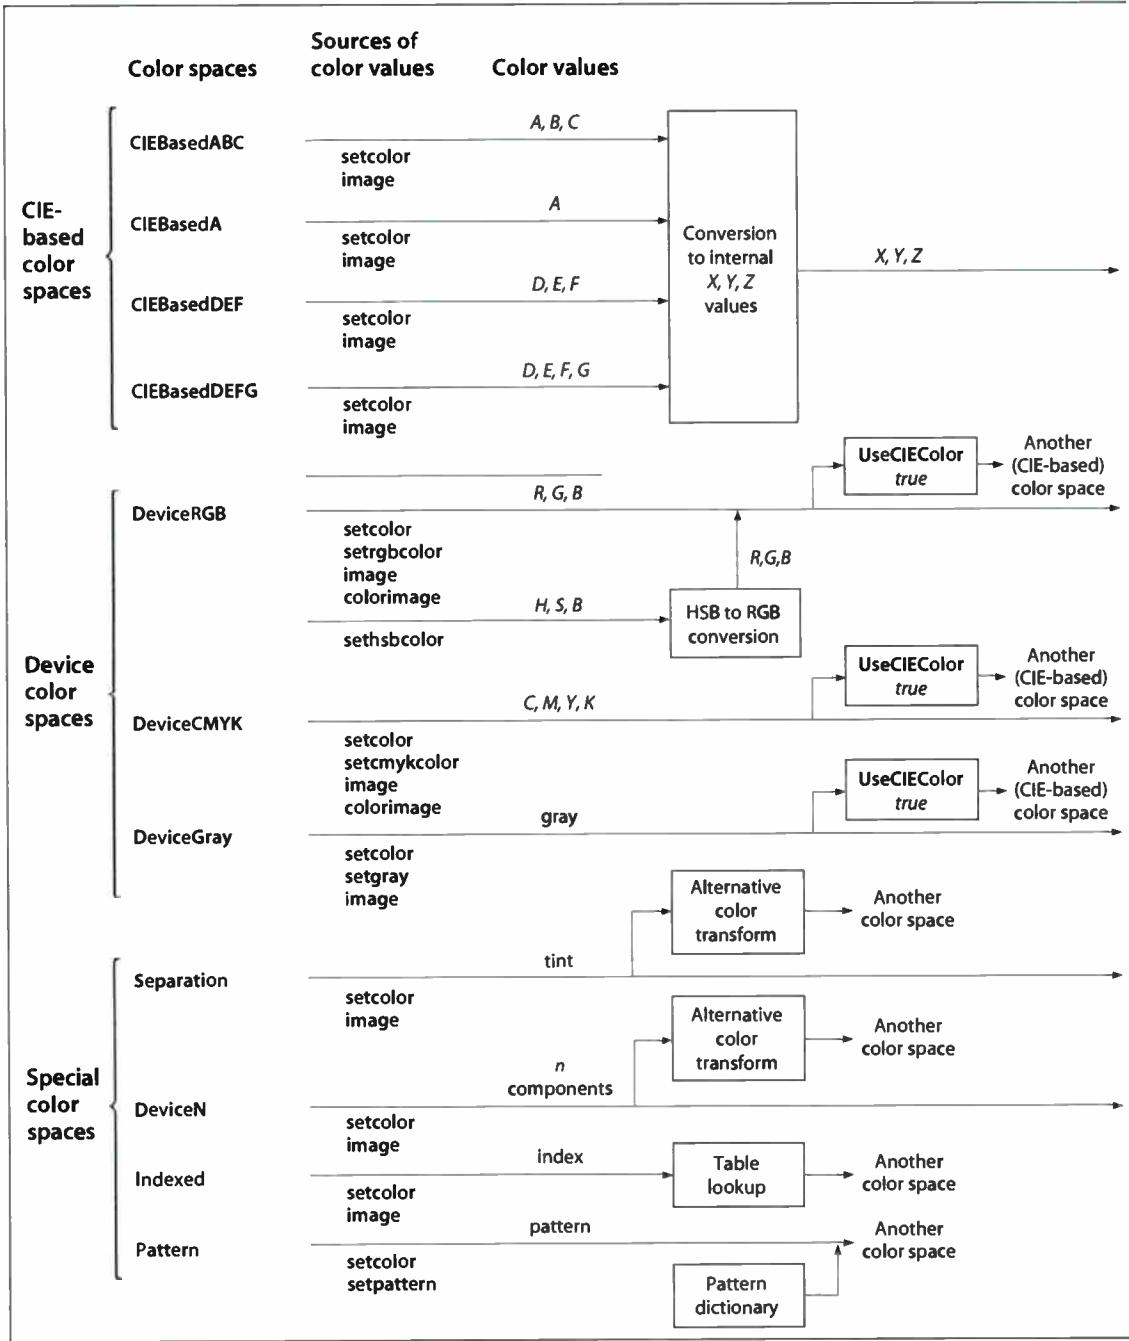 Sources of
Color spaces color values Color values
CIE-
based
color
spaces
CIEBasedABC
A, B, C
setcolor
image
CIEBasedA
A
setcolor
image
CIEBasedDEF
D, E, F
setcolor
image
CIEBasedDEFG
D, E, F, G
setcolor
image
Conversion
to internal
X, Y, Z
values
X, Y, Z
Device
color
spaces
DeviceRGB
R, G, B
setcolor
setrgbcolor
image
colorimage
UseCIEColor
true
Another
(CIE-based)
color space
H, S, B
sethsbcolor
HSB to RGB
conversion
R,G,B
DeviceCMYK
C, M, Y, K
setcolor
setcmykcolor
image
colorimage
UseCIEColor
true
Another
(CIE-based)
color space
DeviceGray
gray
setcolor
setgray
image
UseCIEColor
true
Another
(CIE-based)
color space
Special
color
spaces
Separation
tint
setcolor
image
Alternative
color
transform
Another
color space
DeviceN
n
components
setcolor
image
Alternative
color
transform
Another
color space
Indexed
index
setcolor
image
Table
lookup
Another
color space
Pattern
pattern
setcolor
setpattern
Pattern
dictionary
Another
color space